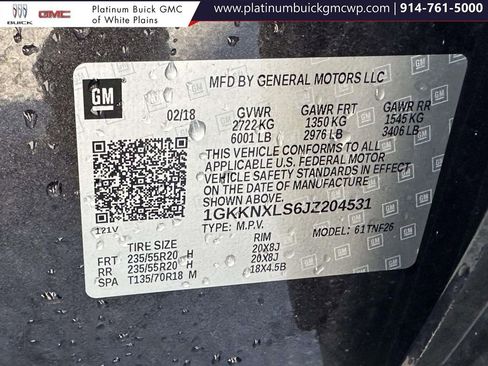 Platinum Buick GMC of White Plains
www.platinumbuickgmcwp.com | 914-761-5000
BUICK GMC
GM
MFD BY GENERAL MOTORS LLC
02/18 GVWR GAWR FRT GAWR RR
2722 KG 1350 KG 1545 KG
6001 LB 2976 LB 3406 LB
THIS VEHICLE CONFORMS TO ALL
APPLICABLE U.S. FEDERAL MOTOR
VEHICLE SAFETY STANDARDS IN EFFECT
ON THE DATE OF MANUFACTURE
SHOWN ABOVE.
1GKKNXLS6JZ204531
121V TYPE: M.P.V. MODEL: 61TNF26
TIRE SIZE RIM
FRT 235/55R20 H 20X8J
RR 235/55R20 H 20X8J
SPA T135/70R18 M 18X4.5B